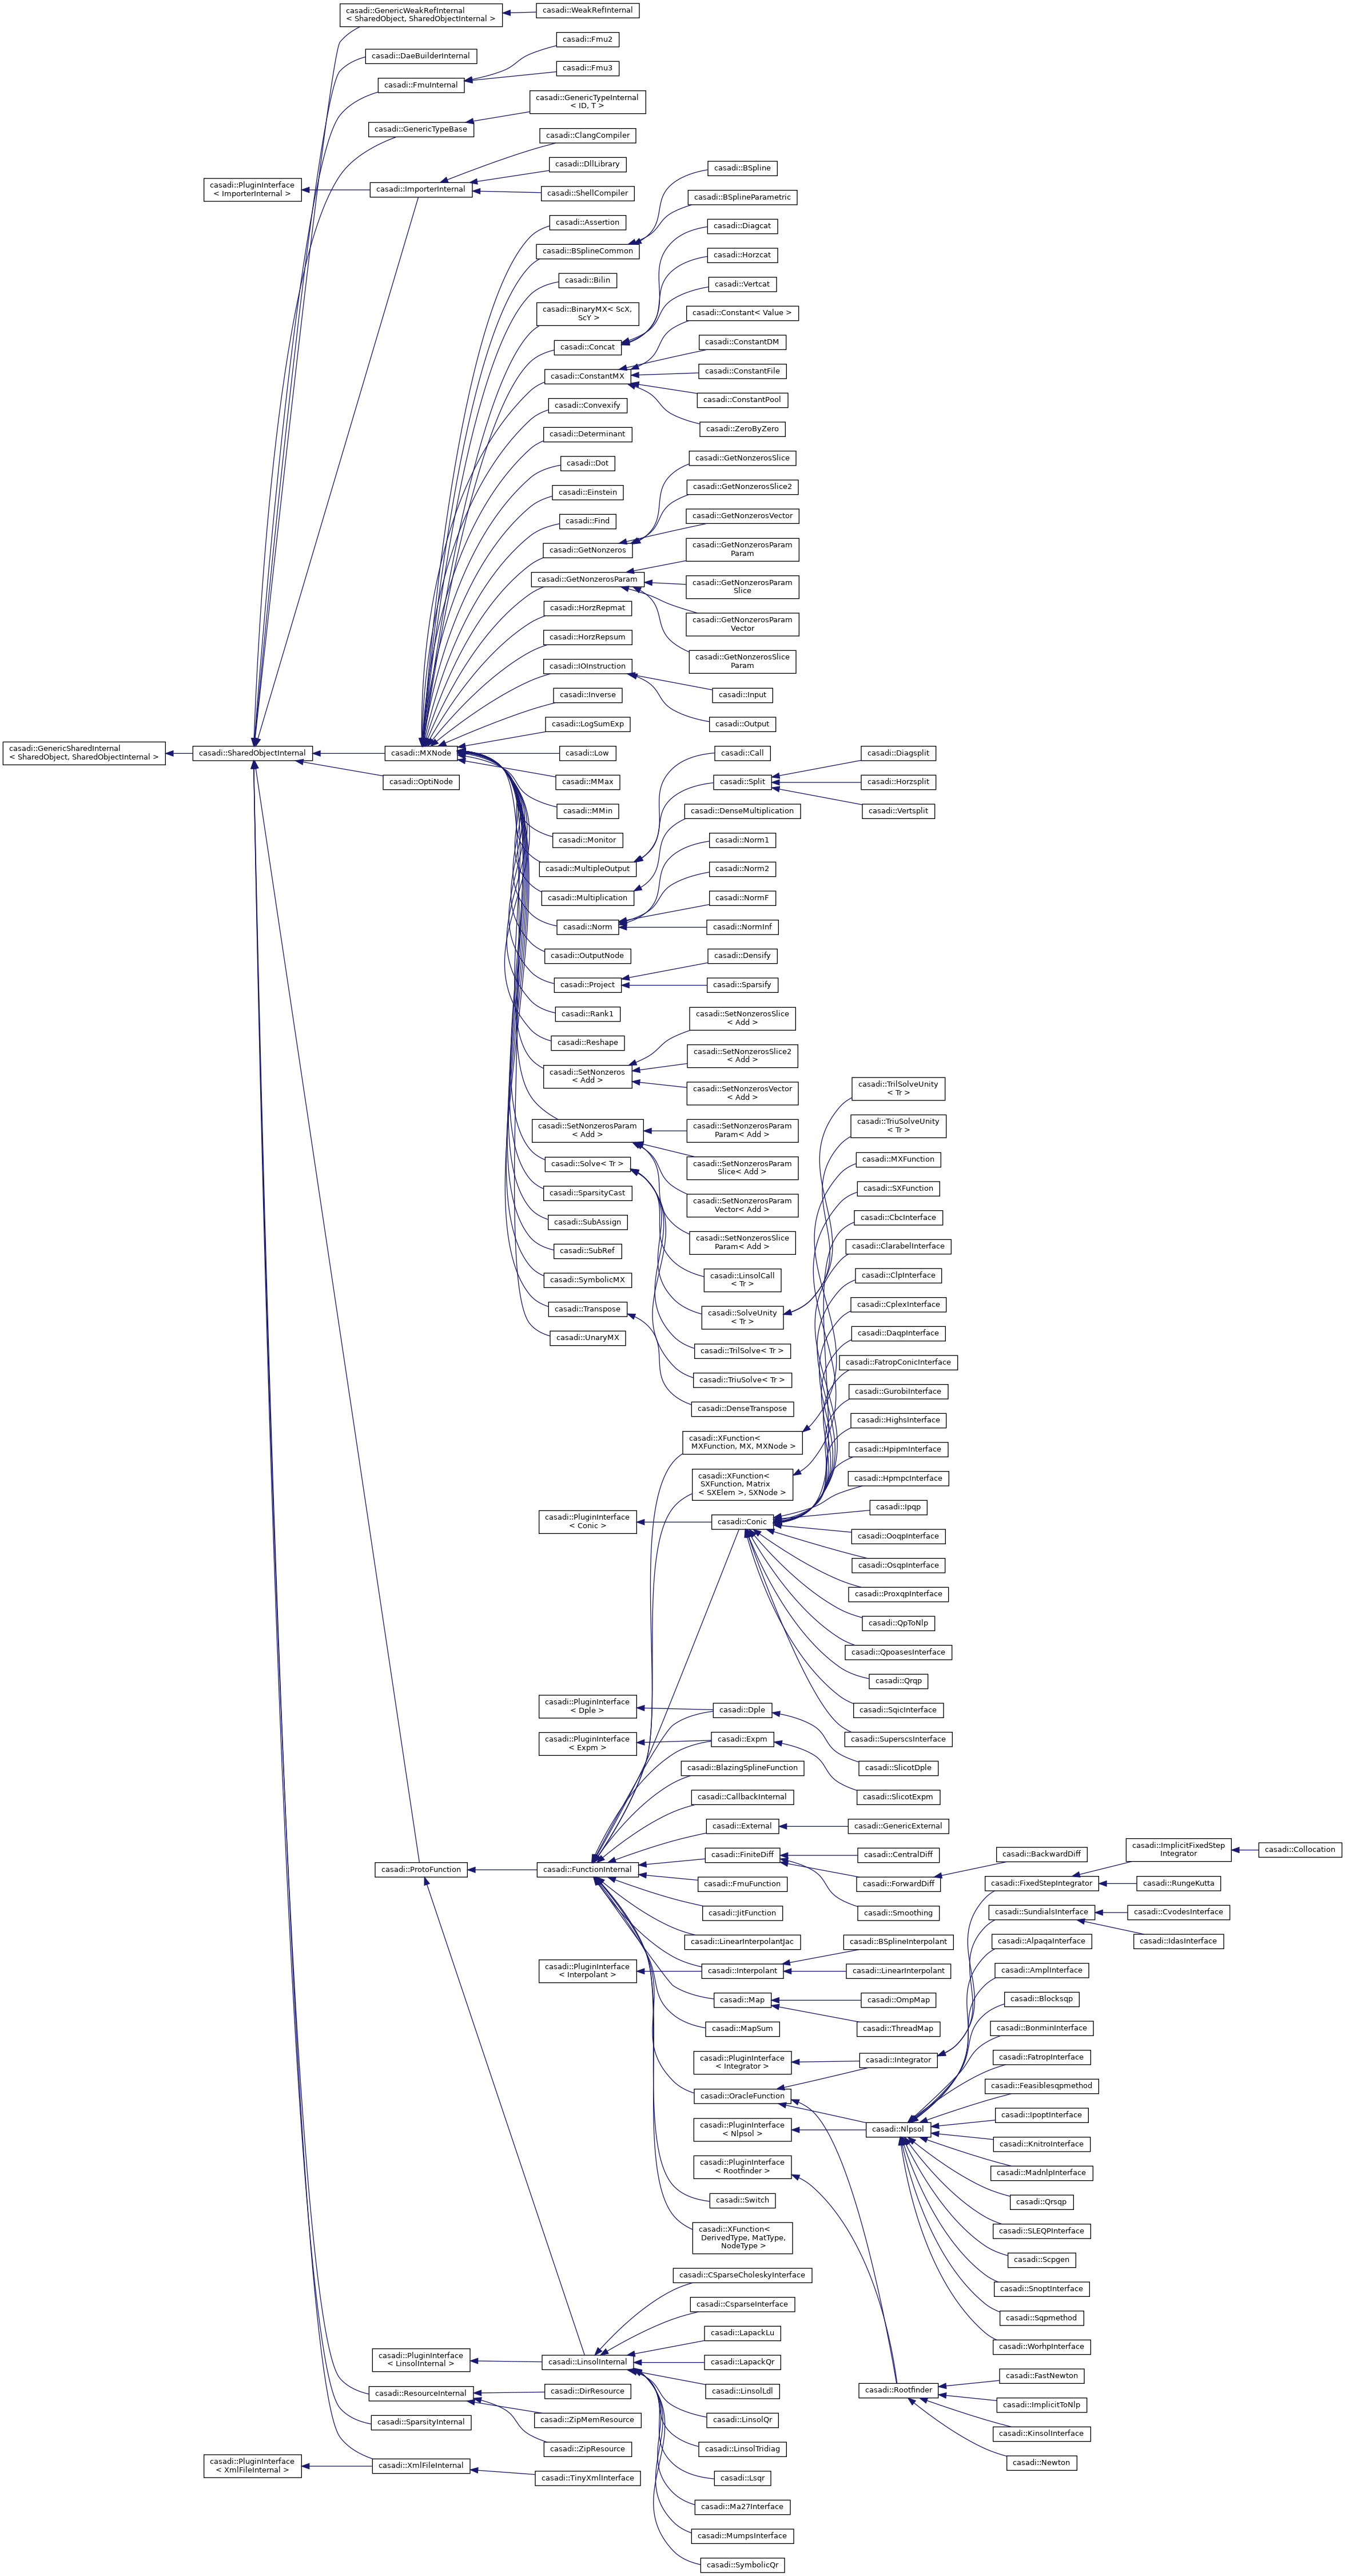 casadi::GenericWeakRefInternal
< SharedObject, SharedObjectInternal >
casadi::WeakRefInternal
casadi::Fmu2
casadi::DaeBuilderInternal
casadi::Fmu3
casadi::FmuInternal
casadi::GenericTypeInternal
< ID, T >
casadi::GenericTypeBase
casadi::ClangCompiler
casadi::DllLibrary
casadi::BSpline
casadi::PluginInterface
< ImporterInternal >
casadi::ImporterInternal
casadi::ShellCompiler
casadi::BSplineParametric
casadi::Assertion
casadi::Diagcat
casadi::BSplineCommon
casadi::Horzcat
casadi::Bilin
casadi::Vertcat
casadi::BinaryMX< ScX,
ScY >
casadi::Constant< Value >
casadi::Concat
casadi::ConstantDM
casadi::ConstantMX
casadi::ConstantFile
casadi::Convexify
casadi::ConstantPool
casadi::Determinant
casadi::ZeroByZero
casadi::Dot
casadi::GetNonzerosSlice
casadi::Einstein
casadi::GetNonzerosSlice2
casadi::Find
casadi::GetNonzerosVector
casadi::GetNonzeros
casadi::GetNonzerosParam
Param
casadi::GetNonzerosParam
casadi::GetNonzerosParam
Slice
casadi::HorzRepmat
casadi::GetNonzerosParam
Vector
casadi::HorzRepsum
casadi::GetNonzerosSlice
Param
casadi::IOInstruction
casadi::Inverse
casadi::Input
casadi::LogSumExp
casadi::Output
casadi::GenericSharedInternal
< SharedObject, SharedObjectInternal >
casadi::SharedObjectInternal
casadi::MXNode
casadi::Low
casadi::Call
casadi::Diagsplit
casadi::OptiNode
casadi::MMax
casadi::Split
casadi::Horzsplit
casadi::MMin
casadi::DenseMultiplication
casadi::Vertsplit
casadi::Monitor
casadi::Norm1
casadi::MultipleOutput
casadi::Norm2
casadi::Multiplication
casadi::NormF
casadi::Norm
casadi::NormInf
casadi::OutputNode
casadi::Densify
casadi::Project
casadi::Sparsify
casadi::Rank1
casadi::SetNonzerosSlice
< Add >
casadi::Reshape
casadi::SetNonzerosSlice2
< Add >
casadi::SetNonzeros
< Add >
casadi::SetNonzerosVector
< Add >
casadi::TrilSolveUnity
< Tr >
casadi::SetNonzerosParam
< Add >
casadi::SetNonzerosParam
Param< Add >
casadi::TriuSolveUnity
< Tr >
casadi::Solve< Tr >
casadi::SetNonzerosParam
Slice< Add >
casadi::MXFunction
casadi::SparsityCast
casadi::SetNonzerosParam
Vector< Add >
casadi::SXFunction
casadi::SubAssign
casadi::SetNonzerosSlice
Param< Add >
casadi::CbcInterface
casadi::SubRef
casadi::ClarabelInterface
casadi::SymbolicMX
casadi::LinsolCall
< Tr >
casadi::ClpInterface
casadi::Transpose
casadi::SolveUnity
< Tr >
casadi::CplexInterface
casadi::UnaryMX
casadi::TrilSolve< Tr >
casadi::DaqpInterface
casadi::TriuSolve< Tr >
casadi::FatropConicInterface
casadi::DenseTranspose
casadi::GurobiInterface
casadi::XFunction<
MXFunction, MX, MXNode >
casadi::HighsInterface
casadi::XFunction<
SXFunction, Matrix
< SXElem >, SXNode >
casadi::HpipmInterface
casadi::HpmpcInterface
casadi::PluginInterface
< Conic >
casadi::Conic
casadi::Ipqp
casadi::OoqpInterface
casadi::OsqpInterface
casadi::ProxqpInterface
casadi::QpToNlp
casadi::QpoasesInterface
casadi::Qrqp
casadi::PluginInterface
< Dple >
casadi::Dple
casadi::SqicInterface
casadi::PluginInterface
< Expm >
casadi::Expm
casadi::SuperscsInterface
casadi::BlazingSplineFunction
casadi::SlicotDple
casadi::CallbackInternal
casadi::SlicotExpm
casadi::External
casadi::GenericExternal
casadi::FiniteDiff
casadi::CentralDiff
casadi::BackwardDiff
casadi::ImplicitFixedStep
Integrator
casadi::Collocation
casadi::ProtoFunction
casadi::FunctionInternal
casadi::FmuFunction
casadi::ForwardDiff
casadi::FixedStepIntegrator
casadi::RungeKutta
casadi::JitFunction
casadi::Smoothing
casadi::SundialsInterface
casadi::CvodesInterface
casadi::LinearInterpolantJac
casadi::BSplineInterpolant
casadi::AlpaqaInterface
casadi::IdasInterface
casadi::PluginInterface
< Interpolant >
casadi::Interpolant
casadi::LinearInterpolant
casadi::AmplInterface
casadi::Map
casadi::OmpMap
casadi::Blocksqp
casadi::MapSum
casadi::ThreadMap
casadi::BonminInterface
casadi::PluginInterface
< Integrator >
casadi::Integrator
casadi::FatropInterface
casadi::OracleFunction
casadi::Feasiblesqpmethod
casadi::PluginInterface
< Nlpsol >
casadi::Nlpsol
casadi::IpoptInterface
casadi::KnitroInterface
casadi::PluginInterface
< Rootfinder >
casadi::MadnlpInterface
casadi::Switch
casadi::Qrsqp
casadi::XFunction<
DerivedType, MatType,
NodeType >
casadi::SLEQPInterface
casadi::Scpgen
casadi::CSparseCholeskyInterface
casadi::SnoptInterface
casadi::CsparseInterface
casadi::Sqpmethod
casadi::LapackLu
casadi::WorhpInterface
casadi::PluginInterface
< LinsolInternal >
casadi::LinsolInternal
casadi::LapackQr
casadi::FastNewton
casadi::ResourceInternal
casadi::DirResource
casadi::LinsolLdl
casadi::Rootfinder
casadi::ImplicitToNlp
casadi::SparsityInternal
casadi::ZipMemResource
casadi::LinsolQr
casadi::KinsolInterface
casadi::ZipResource
casadi::LinsolTridiag
casadi::Newton
casadi::PluginInterface
< XmlFileInternal >
casadi::XmlFileInternal
casadi::TinyXmlInterface
casadi::Lsqr
casadi::Ma27Interface
casadi::MumpsInterface
casadi::SymbolicQr